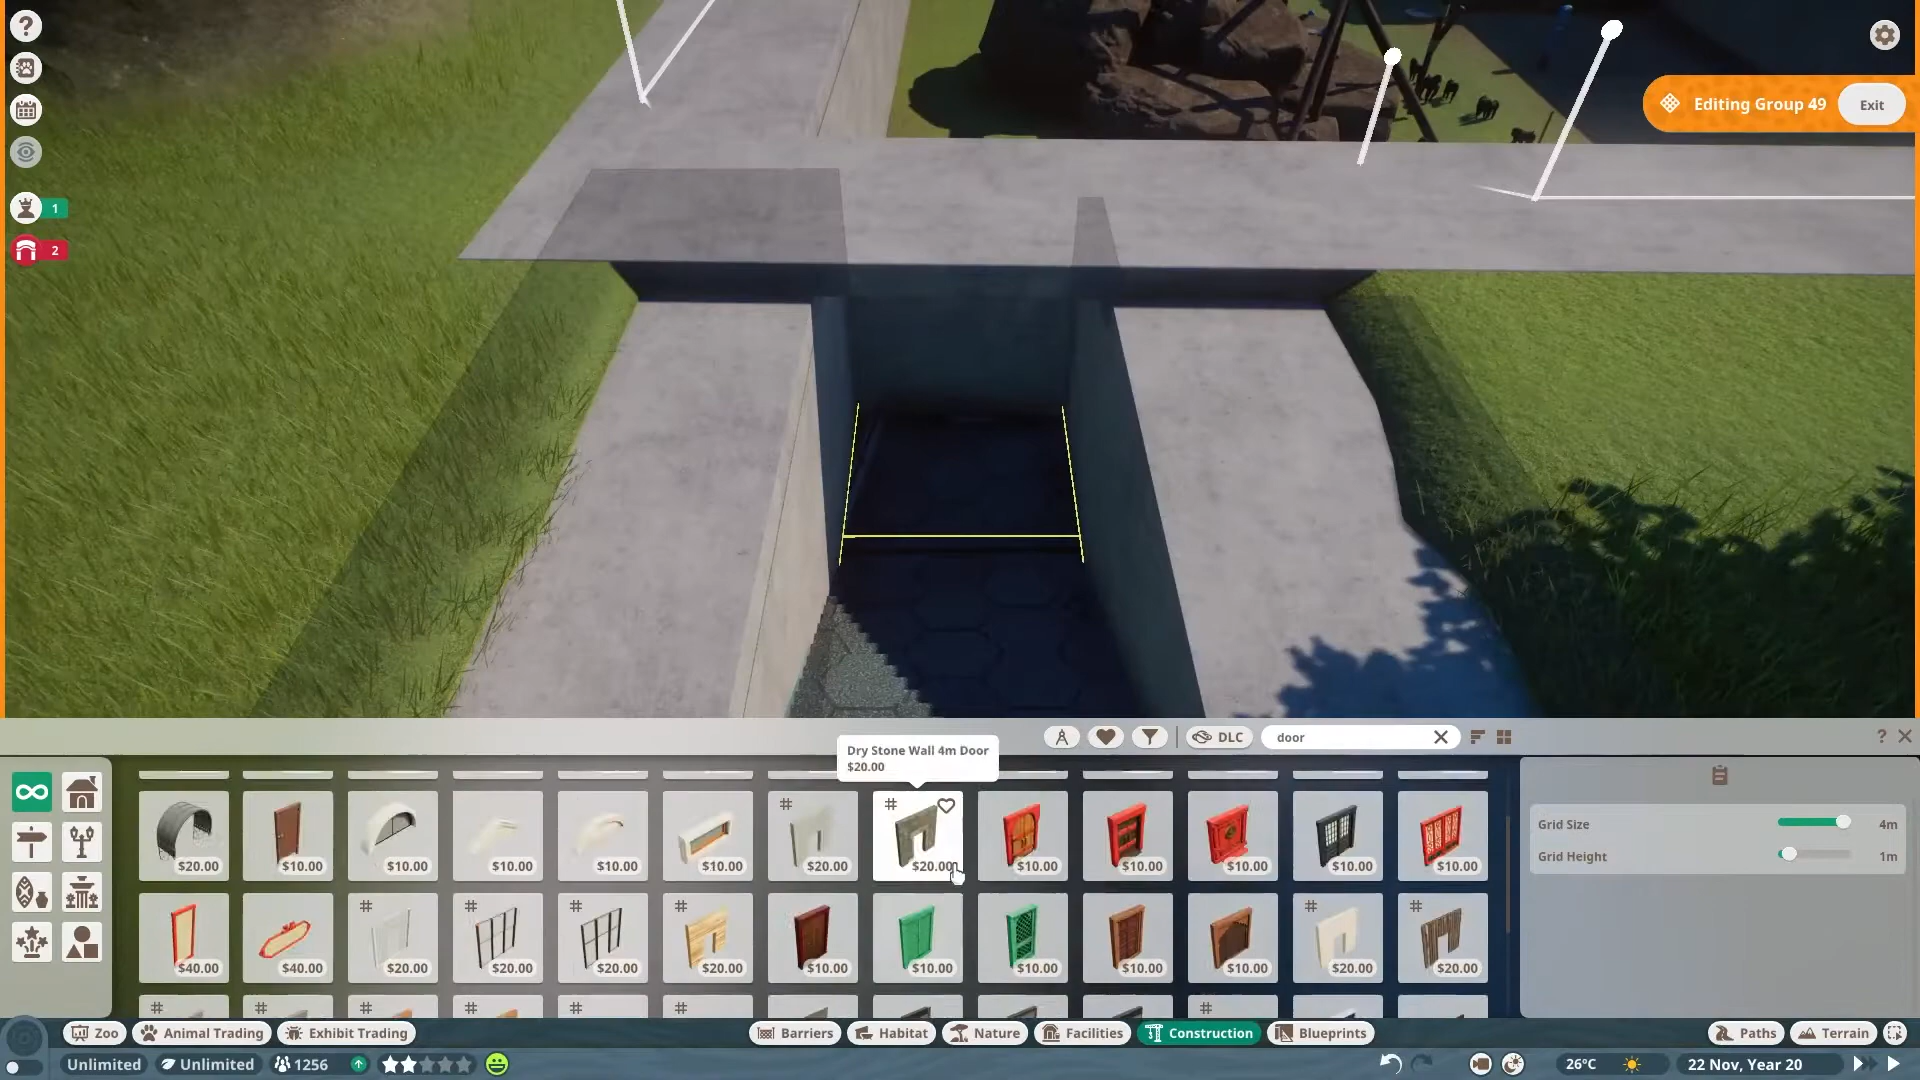 ?
Editing Group 49
Exit
1
2
DLC
door
?
Dry Stone Wall 4m Door
$20.00
# #
$20.00 $10.00 $10.00 $10.00 $10.00 $10.00 $20.00 $20.00 $10.00 $10.00 $10.00 $10.00 $10.00
# # # # # #
$40.00 $40.00 $20.00 $20.00 $20.00 $20.00 $10.00 $10.00 $10.00 $10.00 $10.00 $20.00 $20.00
# # # # # # #
Grid Size 4m
Grid Height 1m
Zoo Animal Trading Exhibit Trading Barriers Habitat Nature Facilities Construction Blueprints Paths Terrain
Unlimited Unlimited 1256 26°C 22 Nov, Year 20